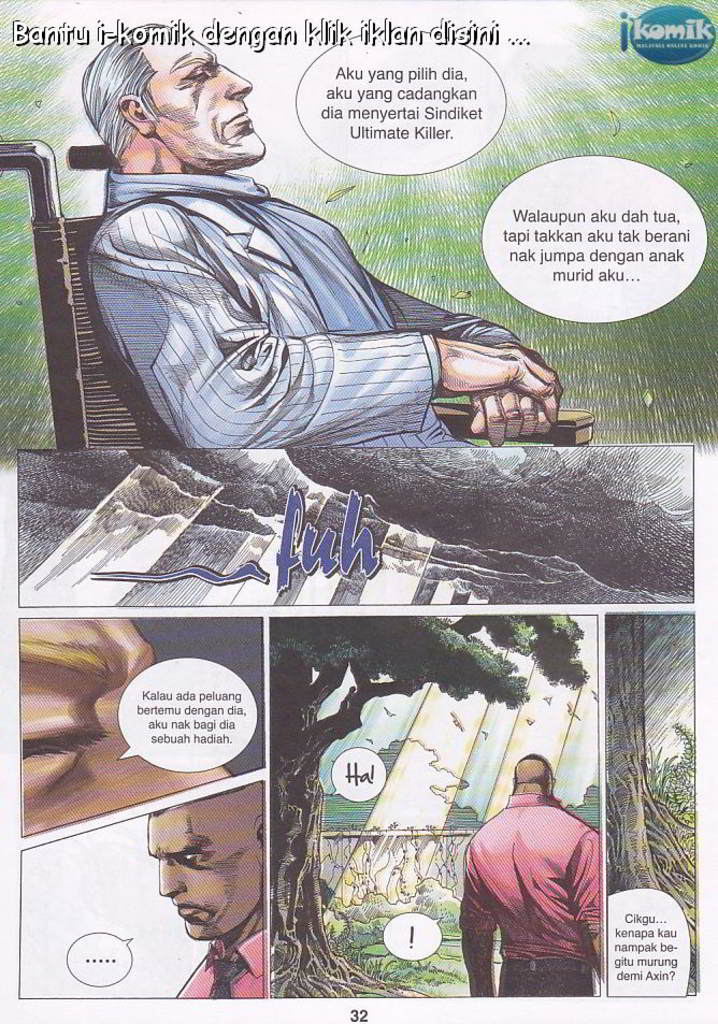 Bantu i-komik dengan klik iklan disini ...
ikomik
MALAYSIA ONLINE KOMIK
Aku yang pilih dia,
aku yang cadangkan
dia menyertai Sindiket
Ultimate Killer.
Walaupun aku dah tua,
tapi takkan aku tak berani
nak jumpa dengan anak
murid aku...
fuh
Kalau ada peluang
bertemu dengan dia,
aku nak bagi dia
sebuah hadiah.
.....
Ha!
!
Cikgu...
kenapa kau
nampak be-
gitu murung
demi Axin?
32